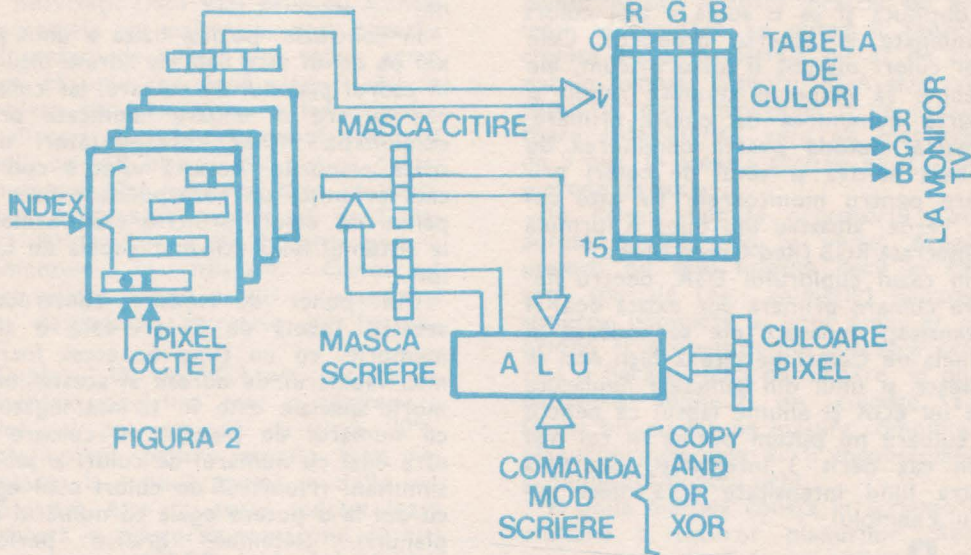 R G B
0
TABELA
DE
CULORI
i
MASCA CITIRE
R
G
B
LA MONITOR
TV
INDEX
15
PIXEL
OCTET
MASCA
SCRIERE
A L U
CULOARE
PIXEL
FIGURA 2
COMANDA
MOD
SCRIERE
COPY
AND
OR
XOR